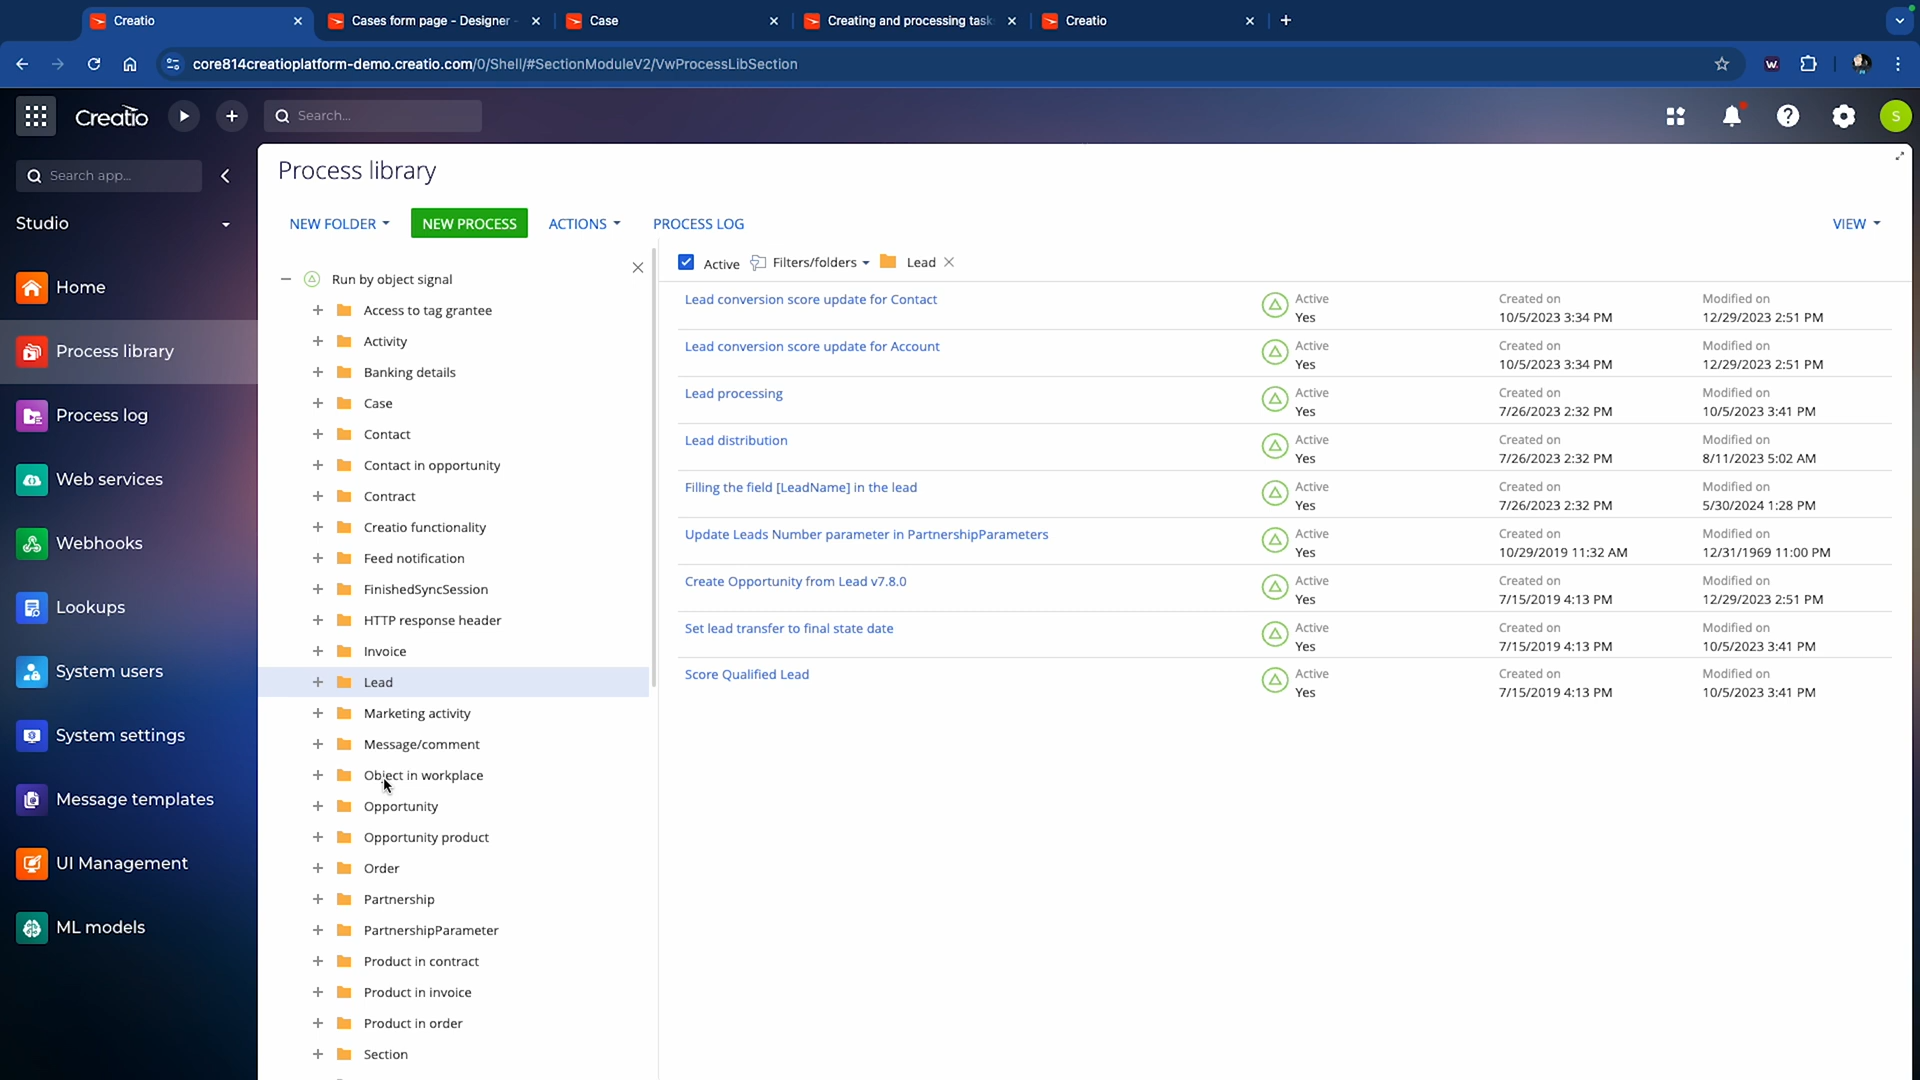 Creatio
Cases form page - Designer
Case
Creating and processing task
Creatio
core814creatioplatform-demo.creatio.com/0/Shell/#SectionModuleV2/VwProcessLibSection
w
Creatio
Search...
S
Search app...
Studio
Home
Process library
Process log
Web services
Webhooks
Lookups
System users
System settings
Message templates
UI Management
ML models
Process library
NEW FOLDER
NEW PROCESS
ACTIONS
PROCESS LOG
VIEW
Run by object signal
Access to tag grantee
Activity
Banking details
Case
Contact
Contact in opportunity
Contract
Creatio functionality
Feed notification
FinishedSyncSession
HTTP response header
Invoice
Lead
Marketing activity
Message/comment
Object in workplace
Opportunity
Opportunity product
Order
Partnership
PartnershipParameter
Product in contract
Product in invoice
Product in order
Section
Active Filters/folders Lead
Lead conversion score update for Contact Active Created on Modified on
Yes 10/5/2023 3:34 PM 12/29/2023 2:51 PM
Lead conversion score update for Account Active Created on Modified on
Yes 10/5/2023 3:34 PM 12/29/2023 2:51 PM
Lead processing Active Created on Modified on
Yes 7/26/2023 2:32 PM 10/5/2023 3:41 PM
Lead distribution Active Created on Modified on
Yes 7/26/2023 2:32 PM 8/11/2023 5:02 AM
Filling the field [LeadName] in the lead Active Created on Modified on
Yes 7/26/2023 2:32 PM 5/30/2024 1:28 PM
Update Leads Number parameter in PartnershipParameters Active Created on Modified on
Yes 10/29/2019 11:32 AM 12/31/1969 11:00 PM
Create Opportunity from Lead v7.8.0 Active Created on Modified on
Yes 7/15/2019 4:13 PM 12/29/2023 2:51 PM
Set lead transfer to final state date Active Created on Modified on
Yes 7/15/2019 4:13 PM 10/5/2023 3:41 PM
Score Qualified Lead Active Created on Modified on
Yes 7/15/2019 4:13 PM 10/5/2023 3:41 PM